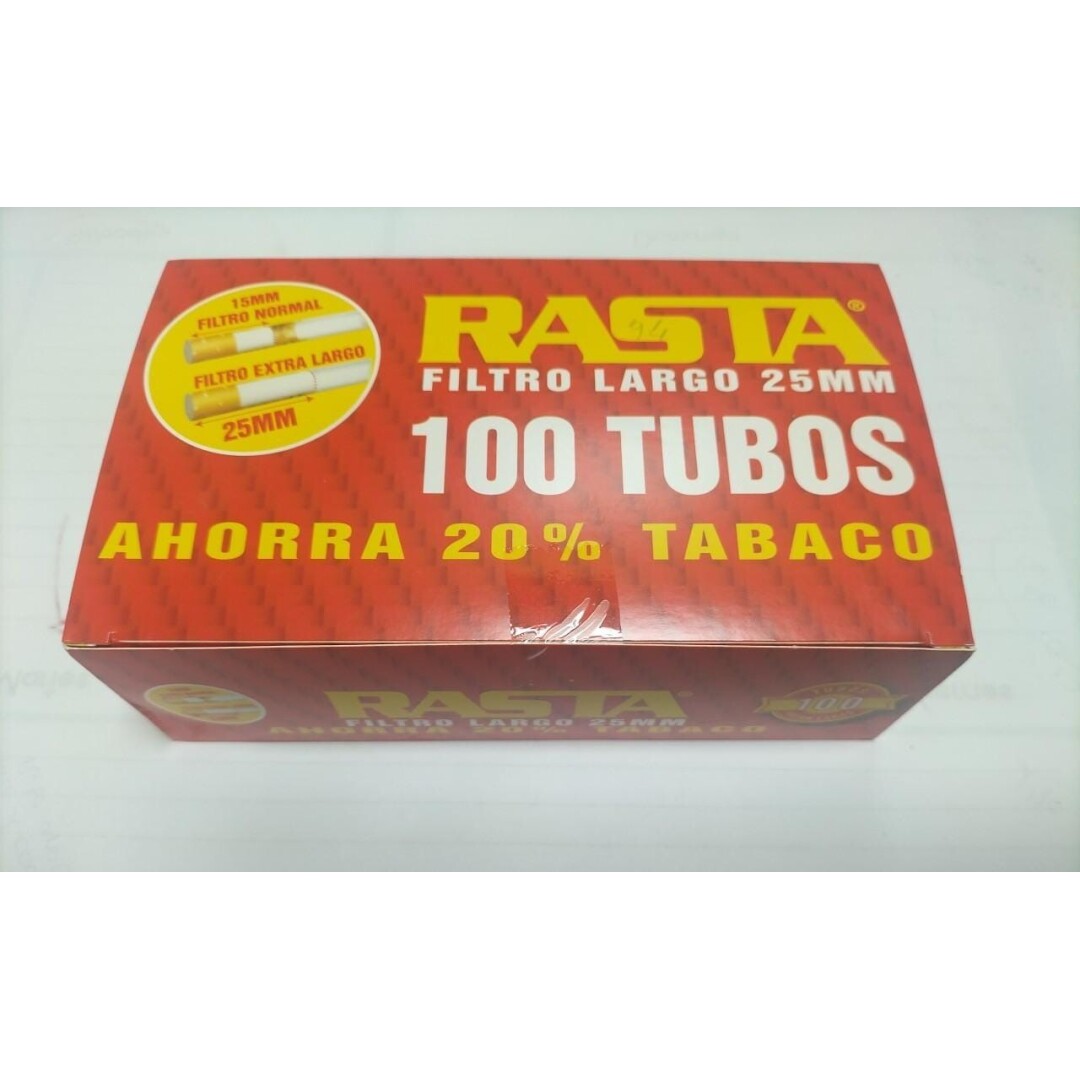 15MM
FILTRO NORMAL
FILTRO EXTRA LARGO
25MM
RASTA®
94
FILTRO LARGO 25MM
100 TUBOS
AHORRA 20% TABACO
RASTA
FILTRO LARGO 25MM
AHORRA 20% TABACO
100